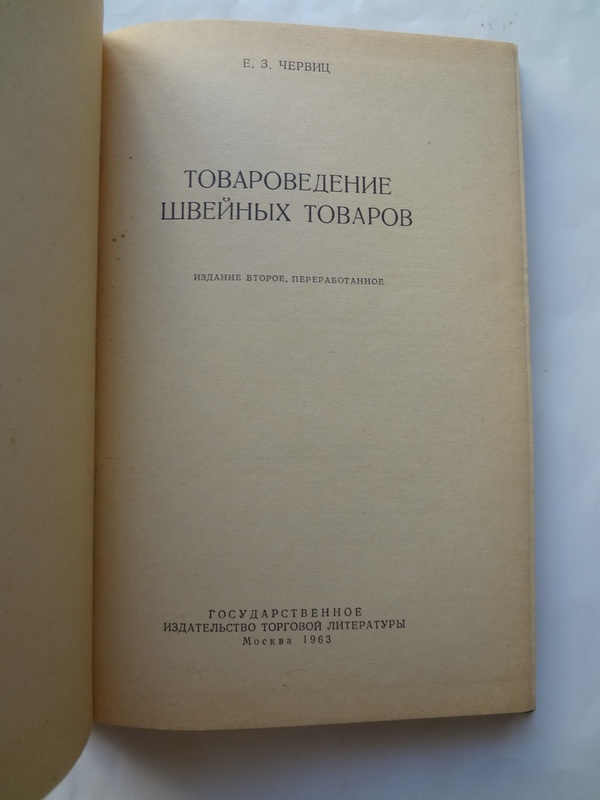 Е. З. ЧЕРВИЦ
ТОВАРОВЕДЕНИЕ
ШВЕЙНЫХ ТОВАРОВ
ИЗДАНИЕ ВТОРОЕ, ПЕРЕРАБОТАННОЕ
ГОСУДАРСТВЕННОЕ
ИЗДАТЕЛЬСТВО ТОРГОВОЙ ЛИТЕРАТУРЫ
Москва 1963